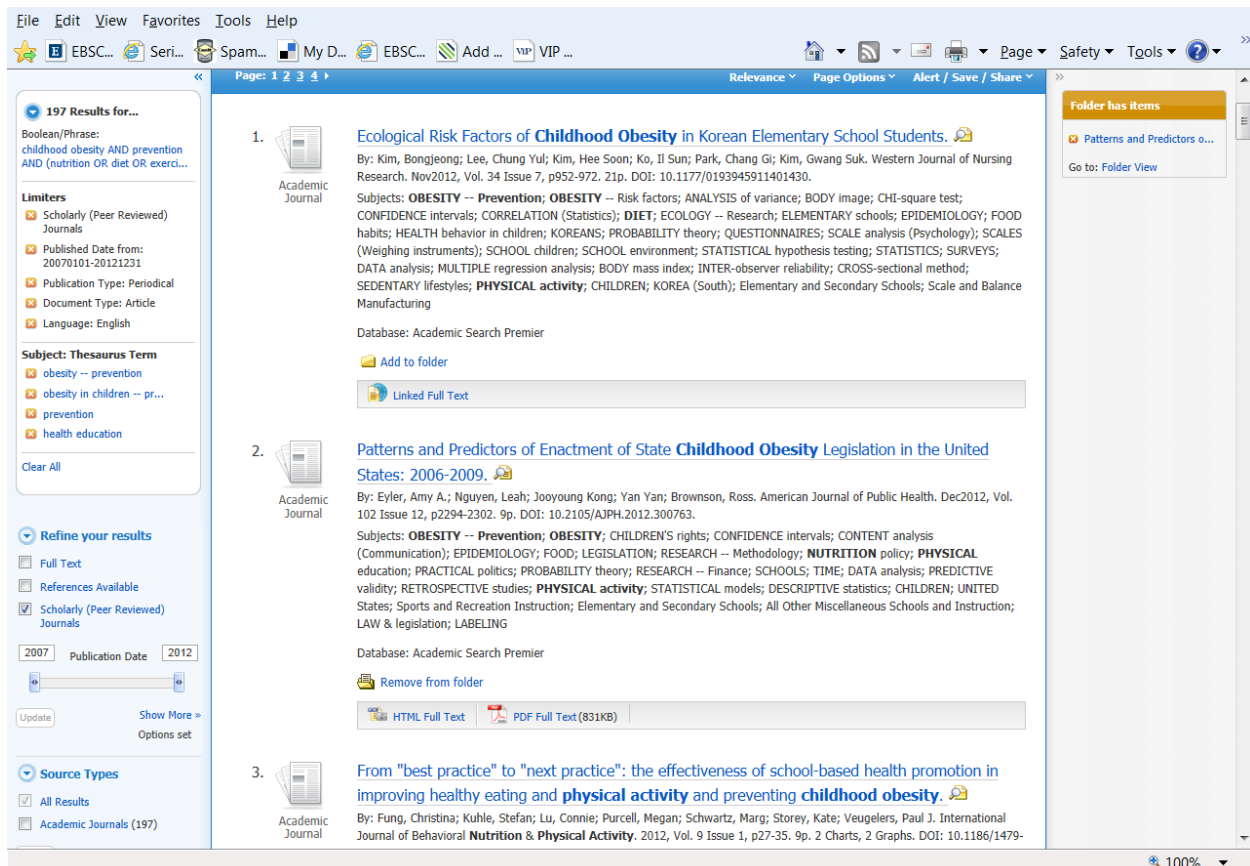 File Edit View Favorites Tools Help
EBSC... Seri... Spam... My D... EBSC... Add ... VIP VIP ... Page Safety Tools
Page: 1 2 3 4 Relevance Page Options Alert / Save / Share
197 Results for...
Boolean/Phrase:
childhood obesity AND prevention
AND (nutrition OR diet OR exerci...
Limiters
Scholarly (Peer Reviewed)
Journals
Published Date from:
20070101-20121231
Publication Type: Periodical
Document Type: Article
Language: English
Subject: Thesaurus Term
obesity -- prevention
obesity in children -- pr...
prevention
health education
Clear All
Refine your results
Full Text
References Available
Scholarly (Peer Reviewed)
Journals
2007 Publication Date 2012
Update Show More »
Options set
Source Types
All Results
Academic Journals (197)
1. Ecological Risk Factors of Childhood Obesity in Korean Elementary School Students.
Academic
Journal
By: Kim, Bongjeong; Lee, Chung Yul; Kim, Hee Soon; Ko, Il Sun; Park, Chang Gi; Kim, Gwang Suk. Western Journal of Nursing
Research. Nov2012, Vol. 34 Issue 7, p952-972. 21p. DOI: 10.1177/0193945911401430.
Subjects: OBESITY -- Prevention; OBESITY -- Risk factors; ANALYSIS of variance; BODY image; CHI-square test;
CONFIDENCE intervals; CORRELATION (Statistics); DIET; ECOLOGY -- Research; ELEMENTARY schools; EPIDEMIOLOGY; FOOD
habits; HEALTH behavior in children; KOREANS; PROBABILITY theory; QUESTIONNAIRES; SCALE analysis (Psychology); SCALES
(Weighing instruments); SCHOOL children; SCHOOL environment; STATISTICAL hypothesis testing; STATISTICS; SURVEYS;
DATA analysis; MULTIPLE regression analysis; BODY mass index; INTER-observer reliability; CROSS-sectional method;
SEDENTARY lifestyles; PHYSICAL activity; CHILDREN; KOREA (South); Elementary and Secondary Schools; Scale and Balance
Manufacturing
Database: Academic Search Premier
Add to folder
Linked Full Text
2. Patterns and Predictors of Enactment of State Childhood Obesity Legislation in the United
States: 2006-2009.
Academic
Journal
By: Eyler, Amy A.; Nguyen, Leah; Jooyoung Kong; Yan Yan; Brownson, Ross. American Journal of Public Health. Dec2012, Vol.
102 Issue 12, p2294-2302. 9p. DOI: 10.2105/AJPH.2012.300763.
Subjects: OBESITY -- Prevention; OBESITY; CHILDREN'S rights; CONFIDENCE intervals; CONTENT analysis
(Communication); EPIDEMIOLOGY; FOOD; LEGISLATION; RESEARCH -- Methodology; NUTRITION policy; PHYSICAL
education; PRACTICAL politics; PROBABILITY theory; RESEARCH -- Finance; SCHOOLS; TIME; DATA analysis; PREDICTIVE
validity; RETROSPECTIVE studies; PHYSICAL activity; STATISTICAL models; DESCRIPTIVE statistics; CHILDREN; UNITED
States; Sports and Recreation Instruction; Elementary and Secondary Schools; All Other Miscellaneous Schools and Instruction;
LAW & legislation; LABELING
Database: Academic Search Premier
Remove from folder
HTML Full Text PDF Full Text (831KB)
3. From "best practice" to "next practice": the effectiveness of school-based health promotion in
improving healthy eating and physical activity and preventing childhood obesity.
Academic
Journal
By: Fung, Christina; Kuhle, Stefan; Lu, Connie; Purcell, Megan; Schwartz, Marg; Storey, Kate; Veugelers, Paul J. International
Journal of Behavioral Nutrition & Physical Activity. 2012, Vol. 9 Issue 1, p27-35. 9p. 2 Charts, 2 Graphs. DOI: 10.1186/1479-
Folder has items
Patterns and Predictors o...
Go to: Folder View
100%